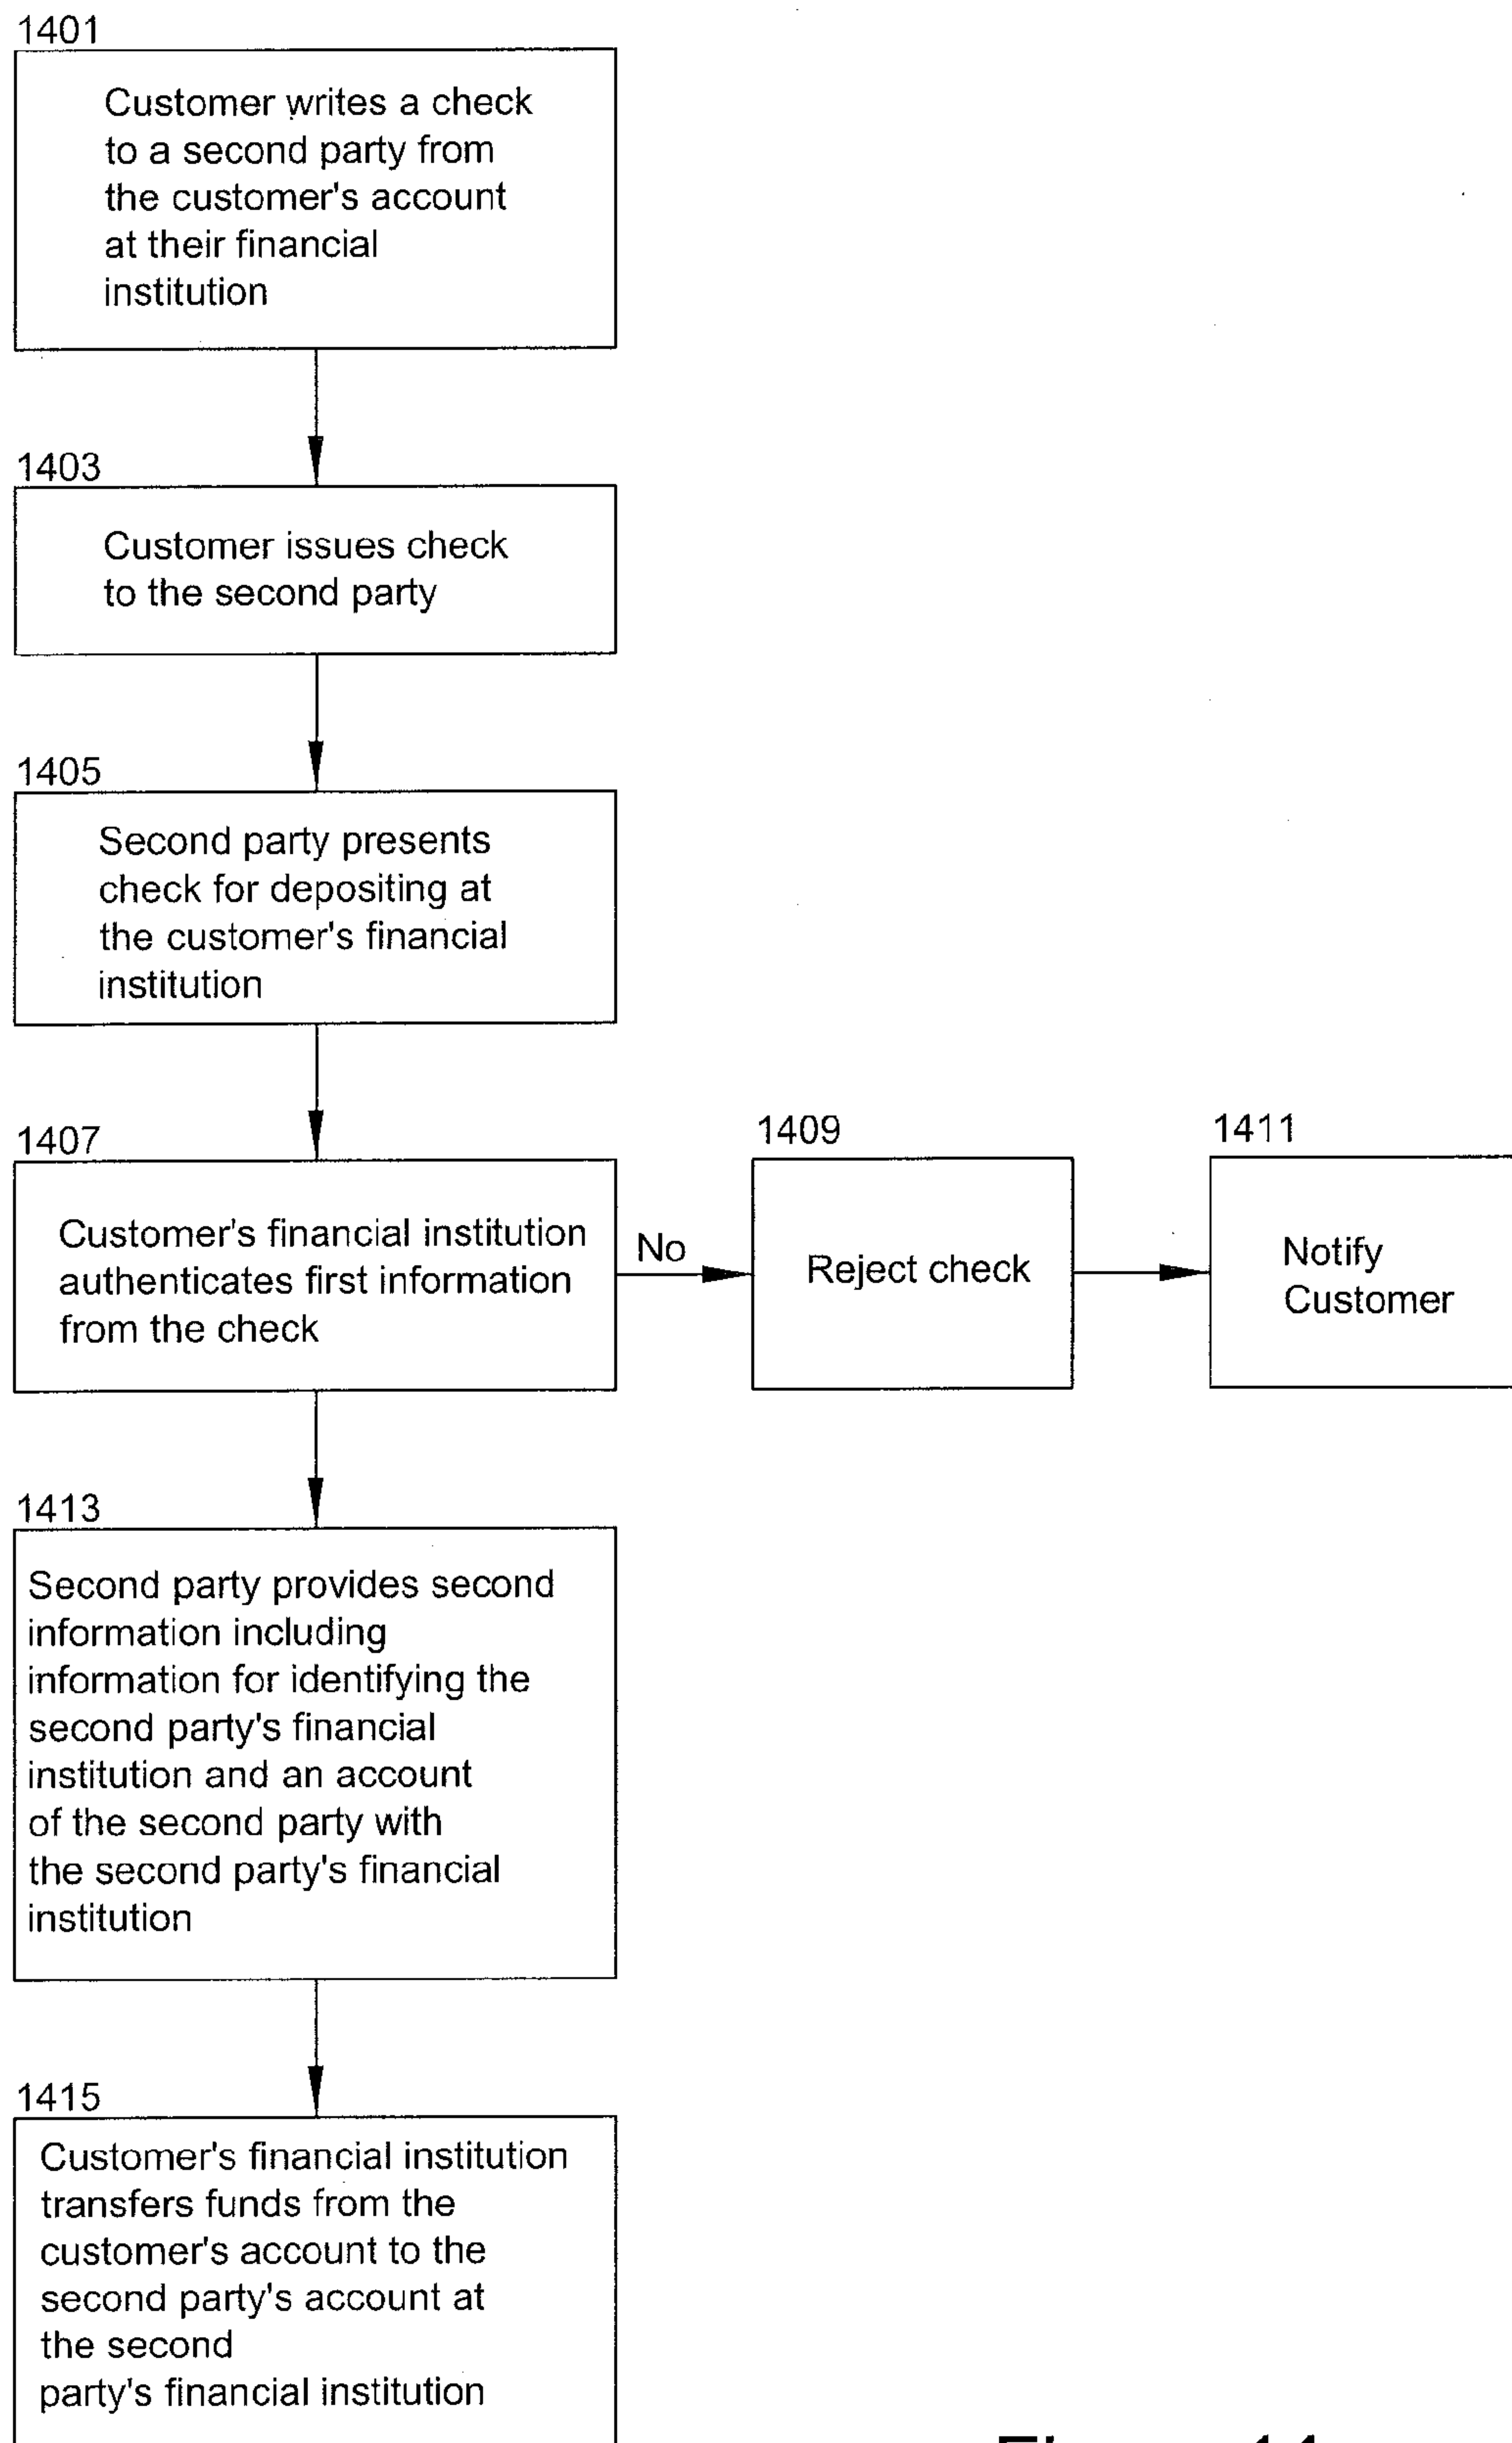 1401
Customer writes a check
to a second party from
the customer's account
at their financial
institution
1403
Customer issues check
to the second party
1405
Second party presents
check for depositing at
the customer's financial
institution
1407
Customer's financial institution
authenticates first information
from the check
No
1409
Reject check
1411
Notify
Customer
1413
Second party provides second
information including
information for identifying the
second party's financial
institution and an account
of the second party with
the second party's financial
institution
1415
Customer's financial institution
transfers funds from the
customer's account to the
second party's account at
the second
party's financial institution